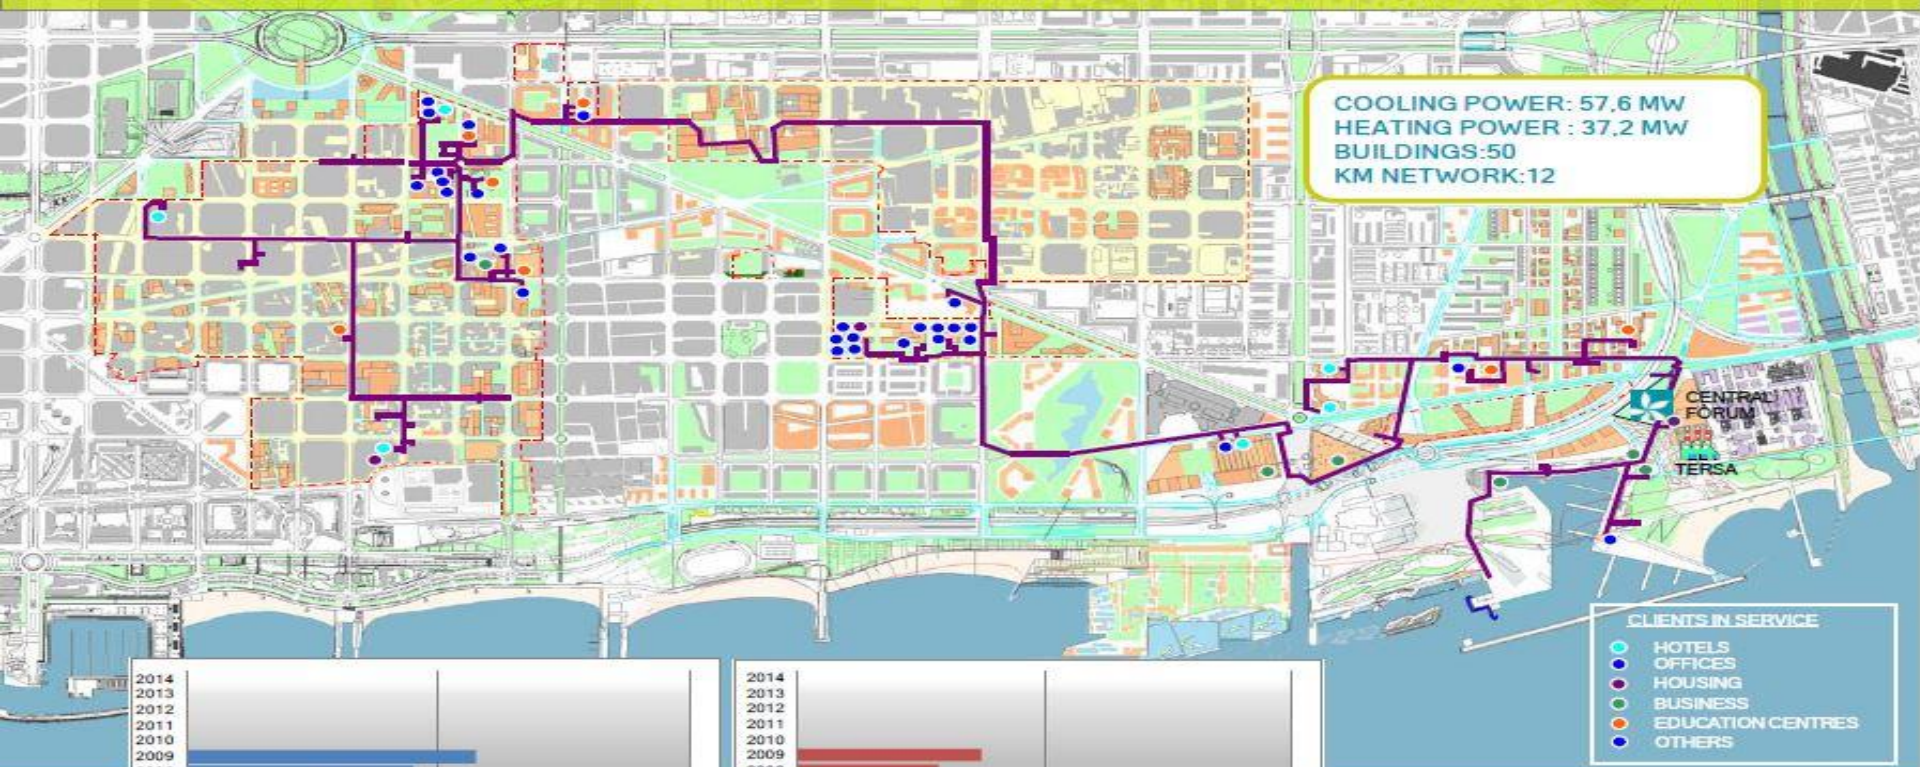 COOLING POWER: 57,6 MW
HEATING POWER : 37,2 MW
BUILDINGS:50
KM NETWORK:12
CENTRAL
FÒRUM
TERSA
CLIENTS IN SERVICE
HOTELS
OFFICES
HOUSING
BUSINESS
EDUCATION CENTRES
OTHERS
2014
2013
2012
2011
2010
2009
2014
2013
2012
2011
2010
2009